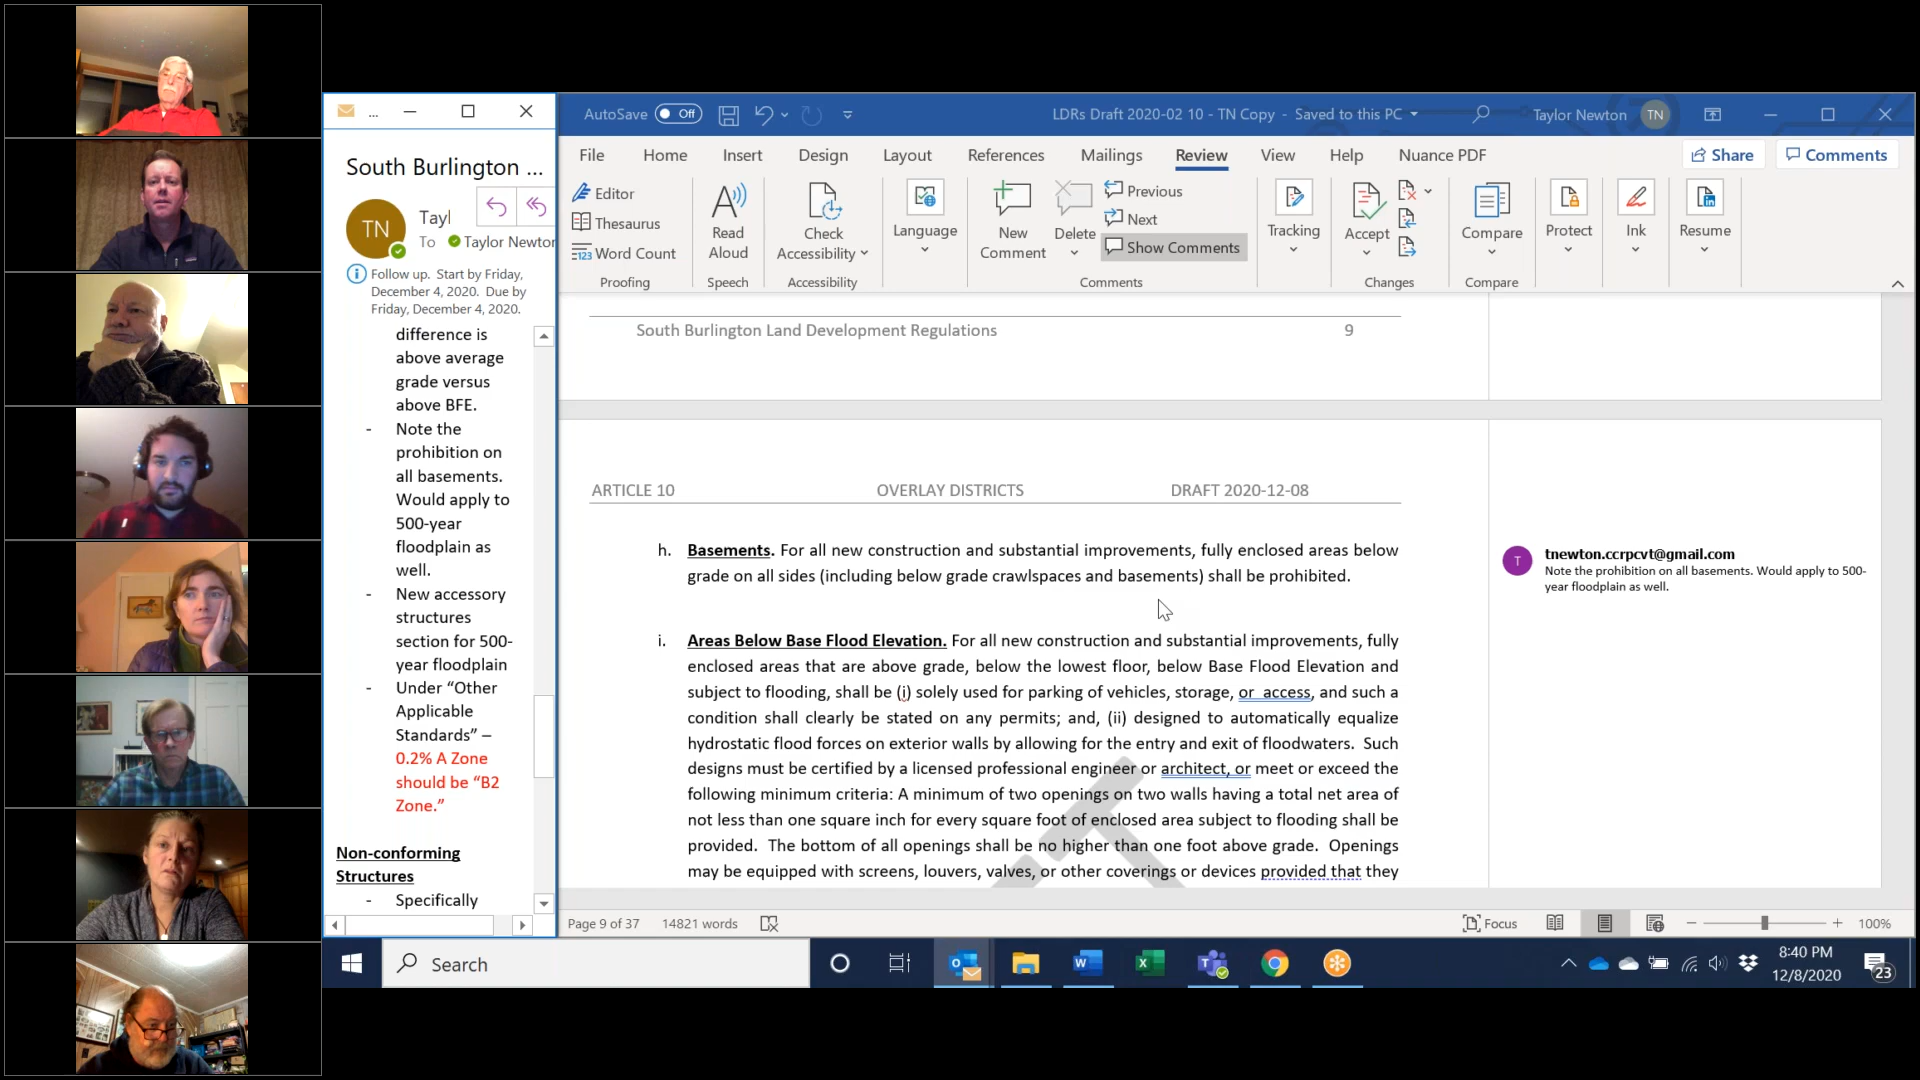 ...
South Burlington ...
TN
Tayl
To Taylor Newton
Follow up. Start by Friday,
December 4, 2020. Due by
Friday, December 4, 2020.
difference is
above average
grade versus
above BFE.
- Note the
prohibition on
all basements.
Would apply to
500-year
floodplain as
well.
- New accessory
structures
section for 500-
year floodplain
- Under “Other
Applicable
Standards” –
0.2% A Zone
should be “B2
Zone.”
Non-conforming
Structures
- Specifically
AutoSave Off
LDRs Draft 2020-02 10 - TN Copy - Saved to this PC
Taylor Newton TN
File Home Insert Design Layout References Mailings Review View Help Nuance PDF Share Comments
Editor
Thesaurus
123 Word Count
Proofing
Read
Aloud
Speech
Check
Accessibility
Accessibility
Language
New
Comment
Delete
Previous
Next
Show Comments
Comments
Tracking
Accept
Changes
Compare
Compare
Protect
Ink
Resume
South Burlington Land Development Regulations 9
ARTICLE 10 OVERLAY DISTRICTS DRAFT 2020-12-08
h. Basements. For all new construction and substantial improvements, fully enclosed areas below
grade on all sides (including below grade crawlspaces and basements) shall be prohibited.
i. Areas Below Base Flood Elevation. For all new construction and substantial improvements, fully
enclosed areas that are above grade, below the lowest floor, below Base Flood Elevation and
subject to flooding, shall be (i) solely used for parking of vehicles, storage, or access, and such a
condition shall clearly be stated on any permits; and, (ii) designed to automatically equalize
hydrostatic flood forces on exterior walls by allowing for the entry and exit of floodwaters. Such
designs must be certified by a licensed professional engineer or architect, or meet or exceed the
following minimum criteria: A minimum of two openings on two walls having a total net area of
not less than one square inch for every square foot of enclosed area subject to flooding shall be
provided. The bottom of all openings shall be no higher than one foot above grade. Openings
may be equipped with screens, louvers, valves, or other coverings or devices provided that they
T
tnewton.ccrpcvt@gmail.com
Note the prohibition on all basements. Would apply to 500-
year floodplain as well.
Page 9 of 37 14821 words Focus 100%
Search
8:40 PM
12/8/2020
23